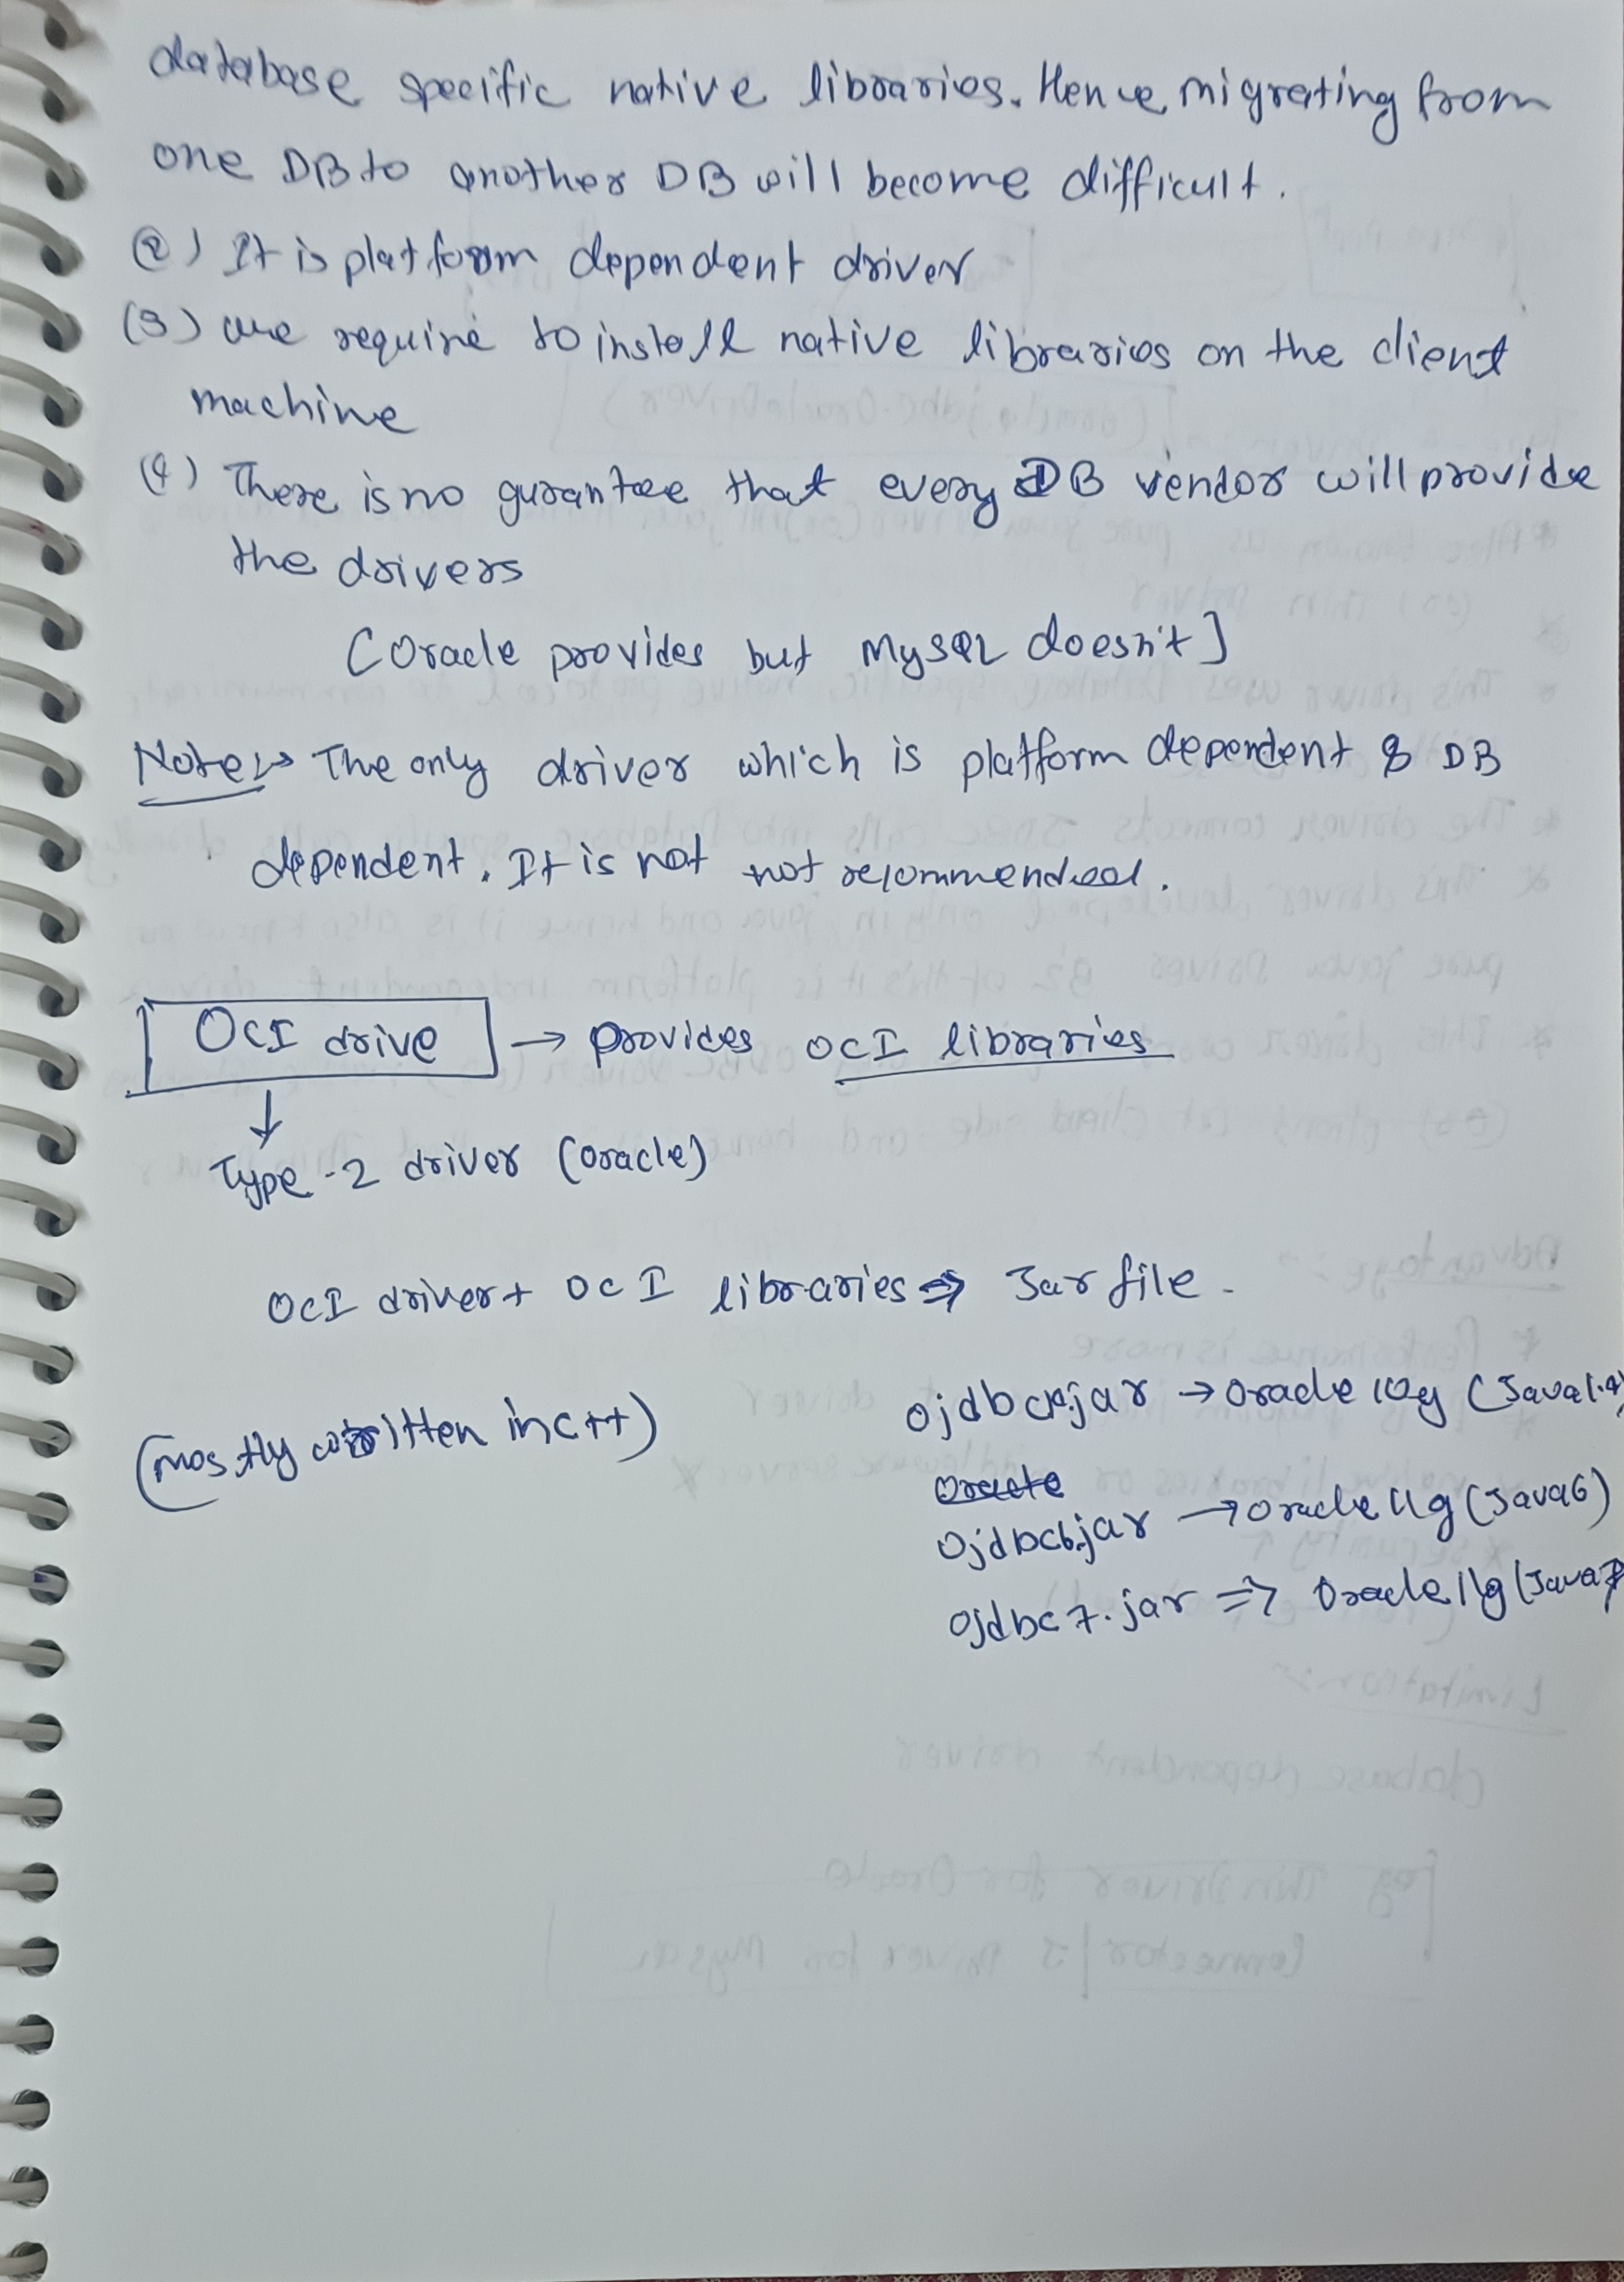 database specific native libraries. Hence migrating from
one DB to another DB will become difficult.
(2) It is platform dependent driver
(3) we require to install native libraries on the client
machine
(4) There is no gurantee that every DB vendor will provide
the drivers
[Oracle provides but MySQL doesn't]
Note:→ The only driver which is platform dependent & DB
dependent. It is not not recommended.
OCI drive → provides OCI libraries
↓
Type-2 driver (oracle)
OCI driver + OCI libraries ⇒ Jar file.
(mostly written in c++)
ojdbc14.jar → oracle 10g (Java1.4)
Oracle
ojdbc6.jar → oracle 11g (Java6)
ojdbc7.jar ⇒ Oracle 11g (Java7